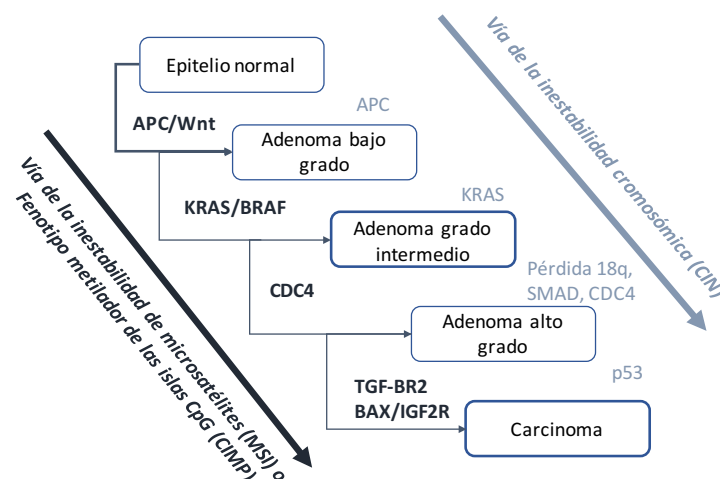 Epitelio normal
APC
APC/Wnt
Adenoma bajo
grado
KRAS
KRAS/BRAF
Adenoma grado
intermedio
Pérdida 18q,
SMAD, CDC4
CDC4
Adenoma alto
grado
p53
TGF-BR2
BAX/IGF2R
Carcinoma
Vía de la inestabilidad cromosómica (CIN)
Vía de la inestabilidad de microsatélites (MSI) o
Fenotipo metilador de las islas CpG (CIMP)